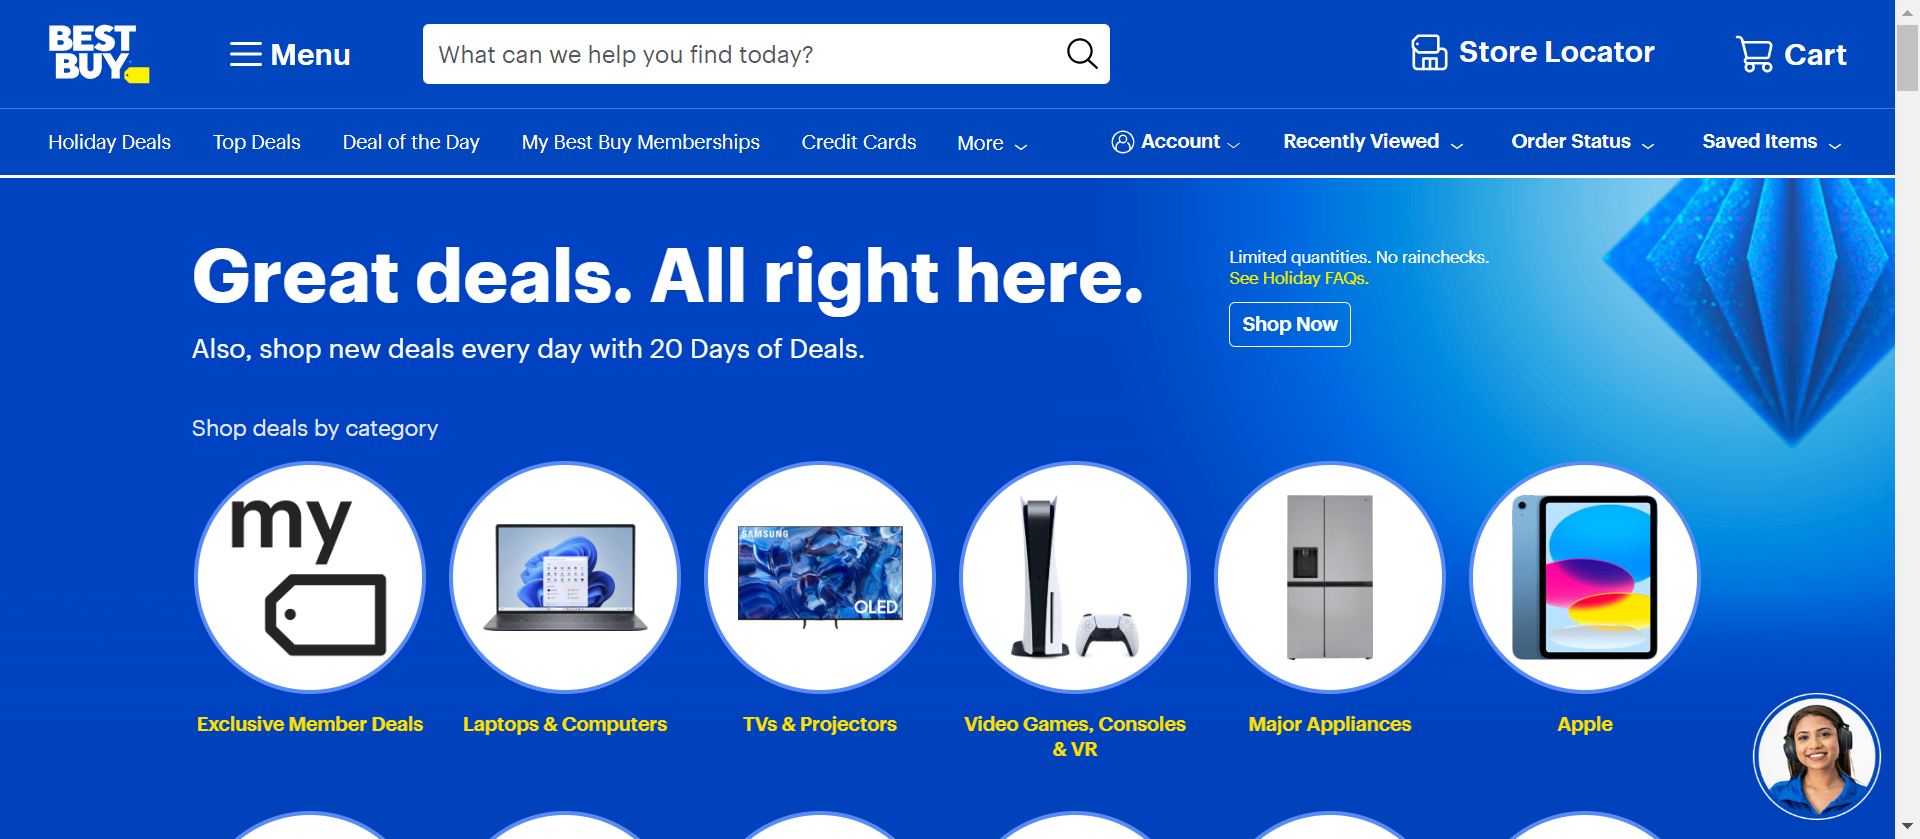 BEST
BUY
Menu
What can we help you find today?
Store Locator
Cart
Holiday Deals
Top Deals
Deal of the Day
My Best Buy Memberships
Credit Cards
More
Account
Recently Viewed
Order Status
Saved Items
Great deals. All right here.
Also, shop new deals every day with 20 Days of Deals.
Limited quantities. No rainchecks.
See Holiday FAQs.
Shop Now
Shop deals by category
my
SAMSUNG
OLED
Exclusive Member Deals
Laptops & Computers
TVs & Projectors
Video Games, Consoles
& VR
Major Appliances
Apple